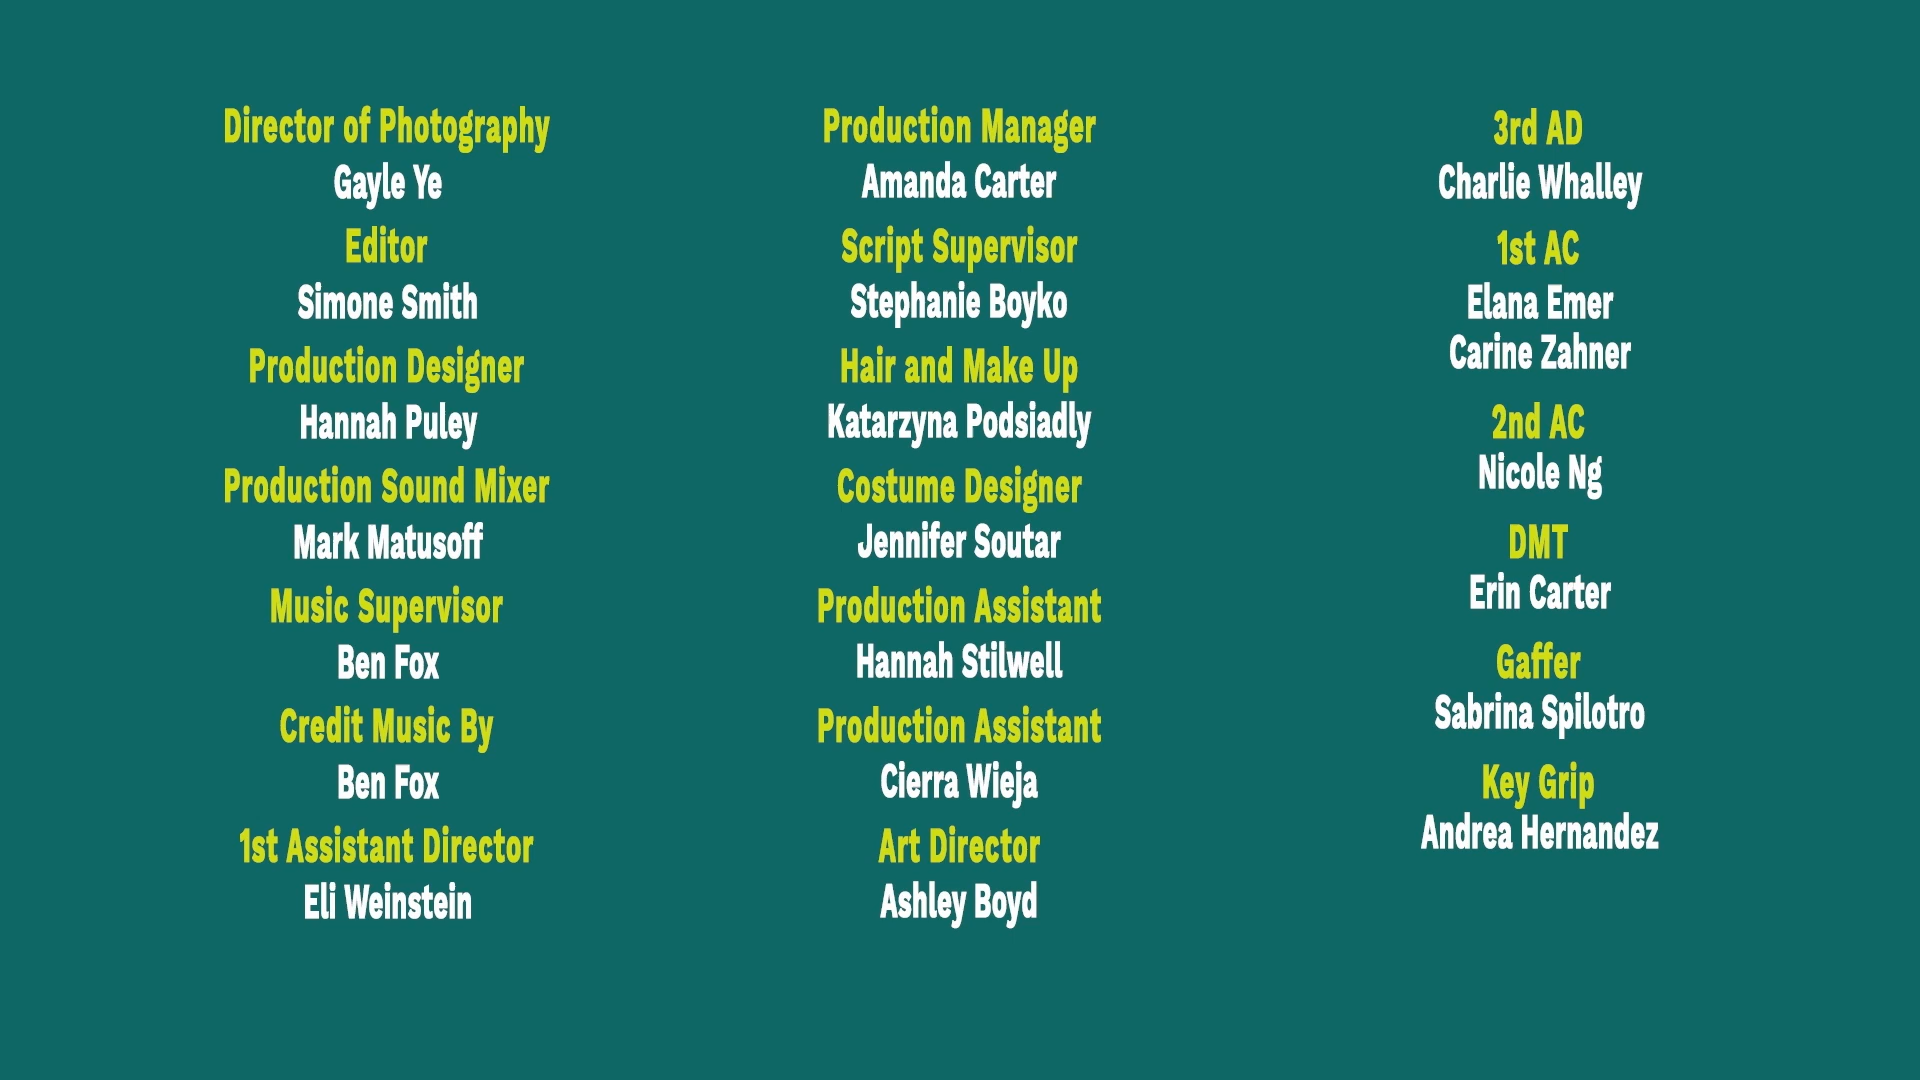 Director of Photography
Gayle Ye
Editor
Simone Smith
Production Designer
Hannah Puley
Production Sound Mixer
Mark Matusoff
Music Supervisor
Ben Fox
Credit Music By
Ben Fox
1st Assistant Director
Eli Weinstein
Production Manager
Amanda Carter
Script Supervisor
Stephanie Boyko
Hair and Make Up
Katarzyna Podsiadly
Costume Designer
Jennifer Soutar
Production Assistant
Hannah Stilwell
Production Assistant
Cierra Wieja
Art Director
Ashley Boyd
3rd AD
Charlie Whalley
1st AC
Elana Emer
Carine Zahner
2nd AC
Nicole Ng
DMT
Erin Carter
Gaffer
Sabrina Spilotro
Key Grip
Andrea Hernandez